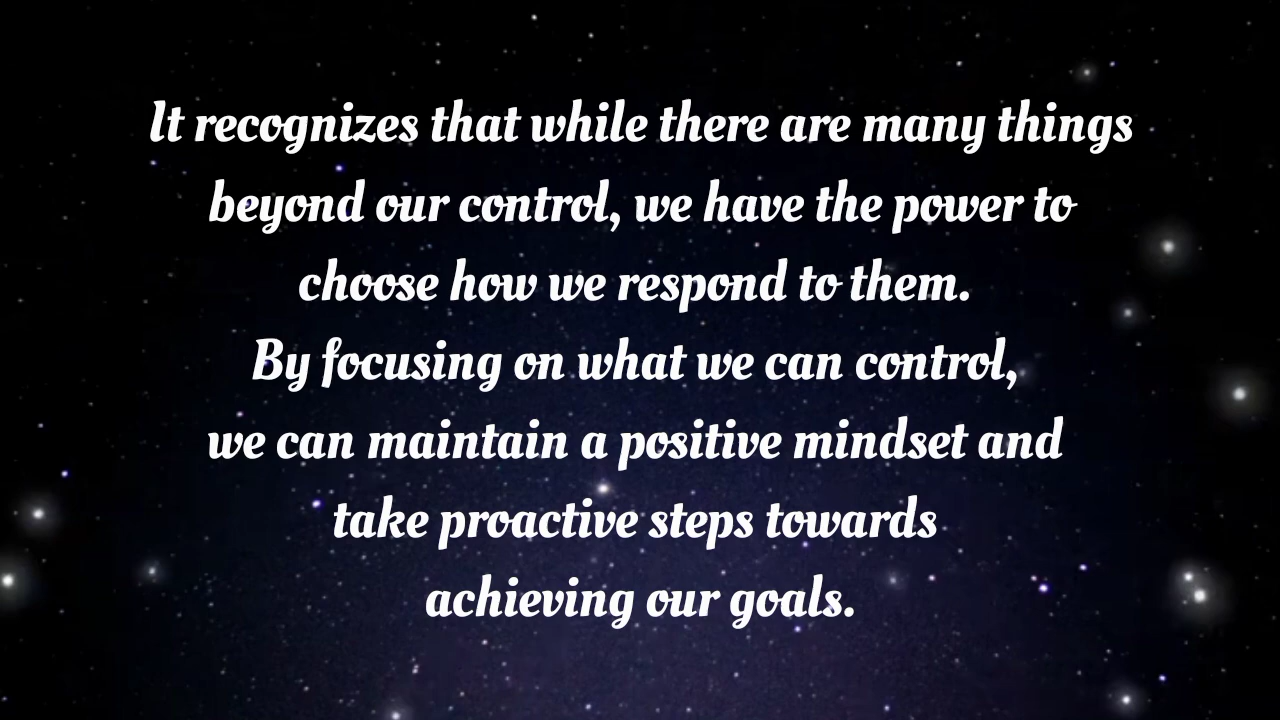 It recognizes that while there are many things
beyond our control, we have the power to
choose how we respond to them.
By focusing on what we can control,
we can maintain a positive mindset and
take proactive steps towards
achieving our goals.